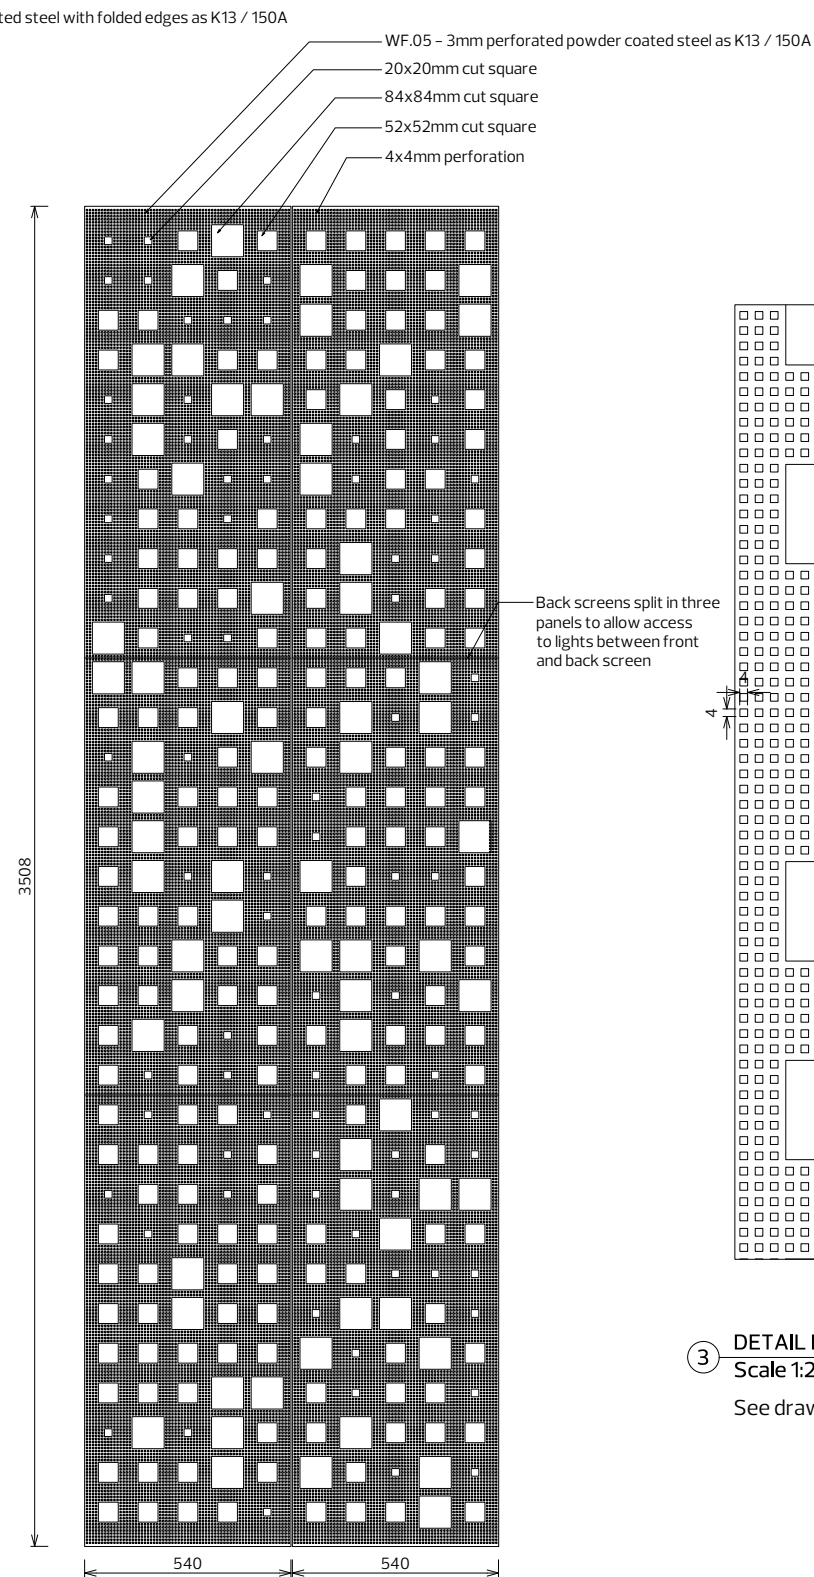 ted steel with folded edges as K13 / 150A
WF.05 - 3mm perforated powder coated steel as K13 / 150A
20x20mm cut square
84x84mm cut square
52x52mm cut square
4x4mm perforation
Back screens split in three
panels to allow access
to lights between front
and back screen
4
4
3508
3
DETAIL
Scale 1:2
See draw
540
540